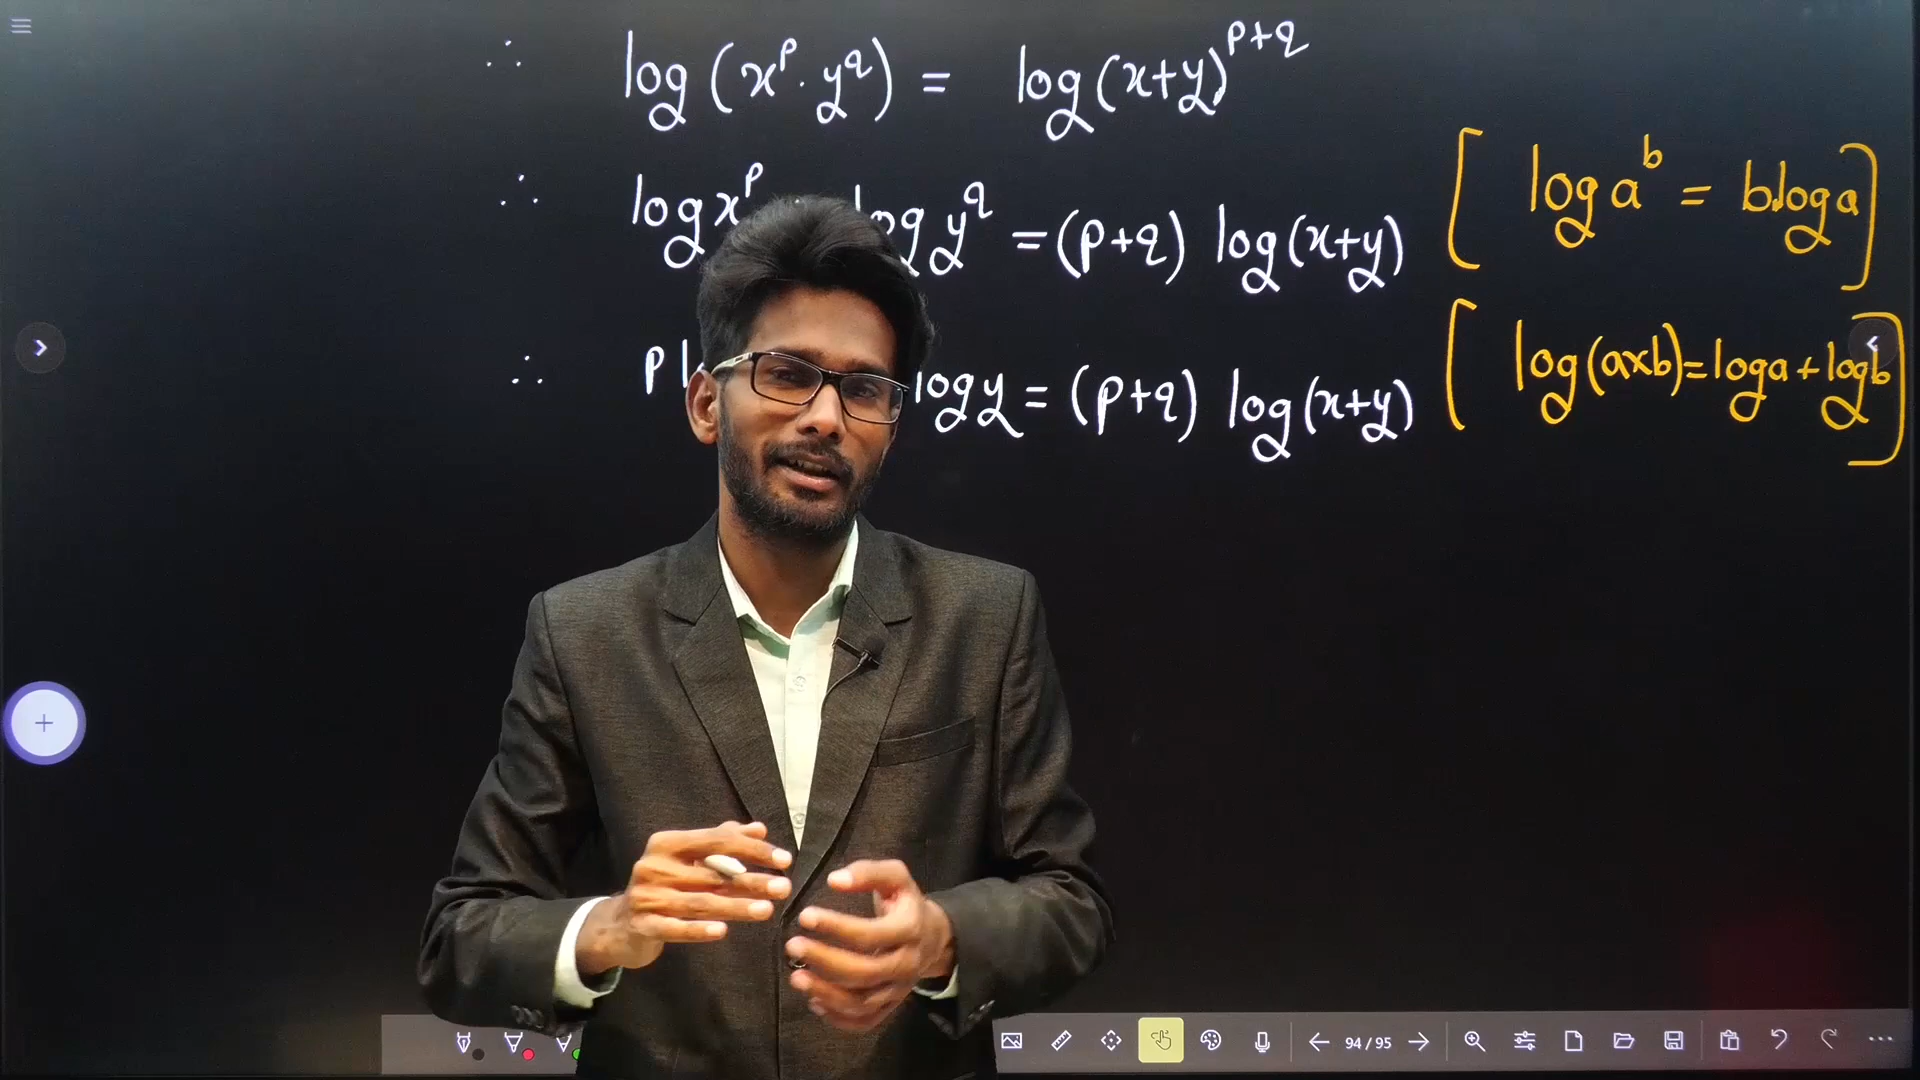 ∴ log (x^p · y^q) = log (x+y)^p+q
∴ log x^p log y^q = (p+q) log (x+y)
[ log a^b = b.log a ]
∴ p log y = (p+q) log (x+y)
[ log (a×b) = log a + log b ]
94 / 95